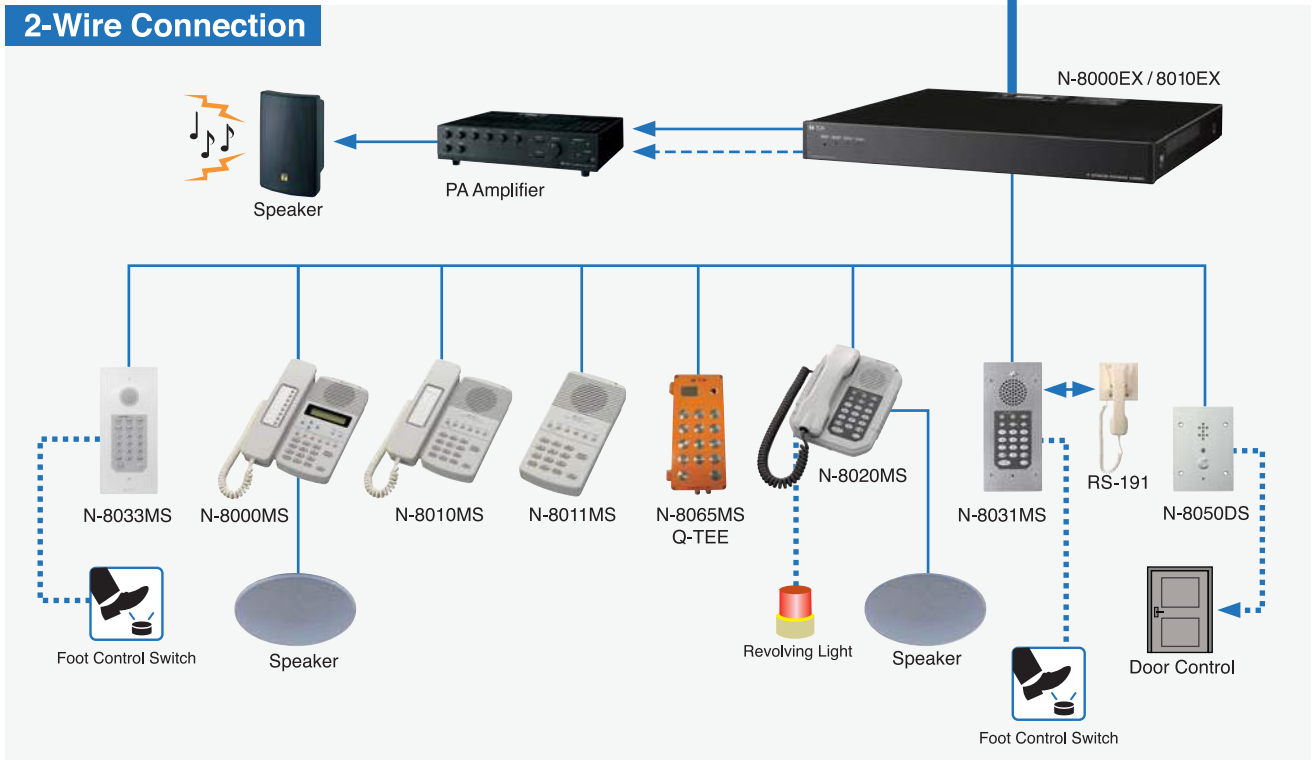 2-Wire Connection
N-8000EX / 8010EX
PA Amplifier
Speaker
N-8033MS
N-8000MS
N-8010MS
N-8011MS
N-8065MS
Q-TEE
N-8020MS
N-8031MS
RS-191
N-8050DS
Foot Control Switch
Speaker
Revolving Light
Speaker
Door Control
Foot Control Switch